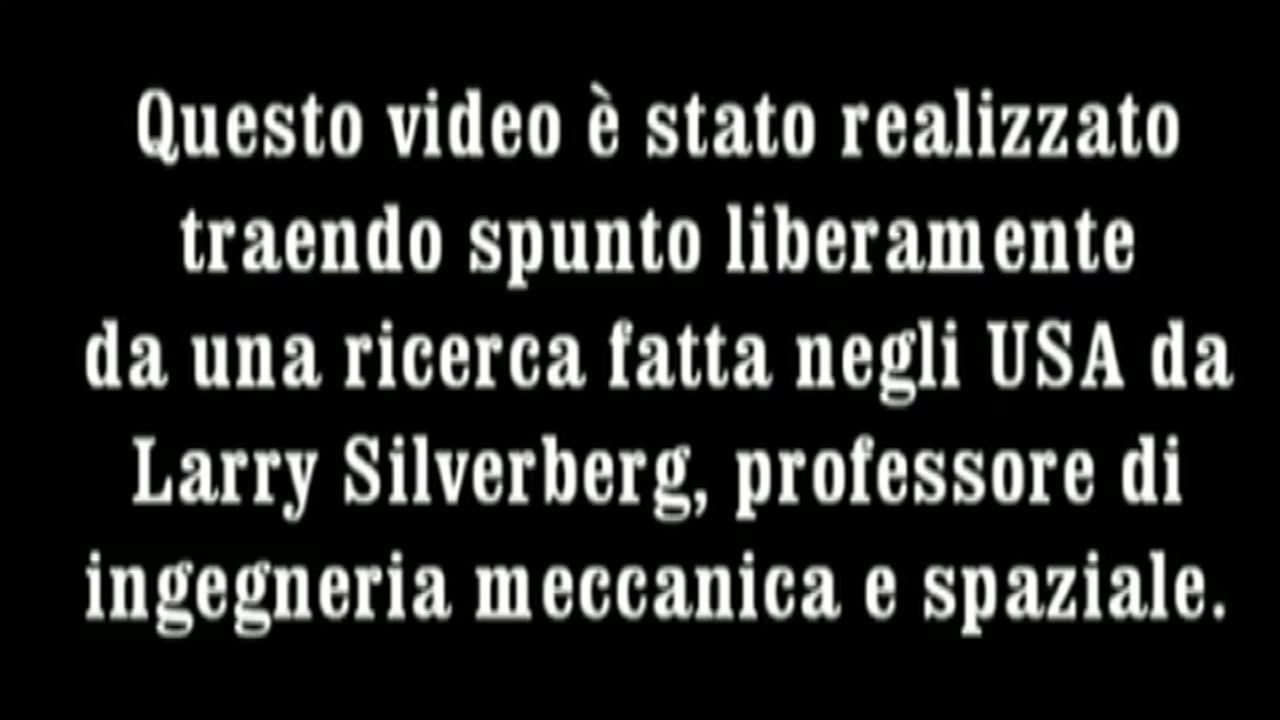 Questo video è stato realizzato
traendo spunto liberamente
da una ricerca fatta negli USA da
Larry Silverberg, professore di
ingegneria meccanica e spaziale.